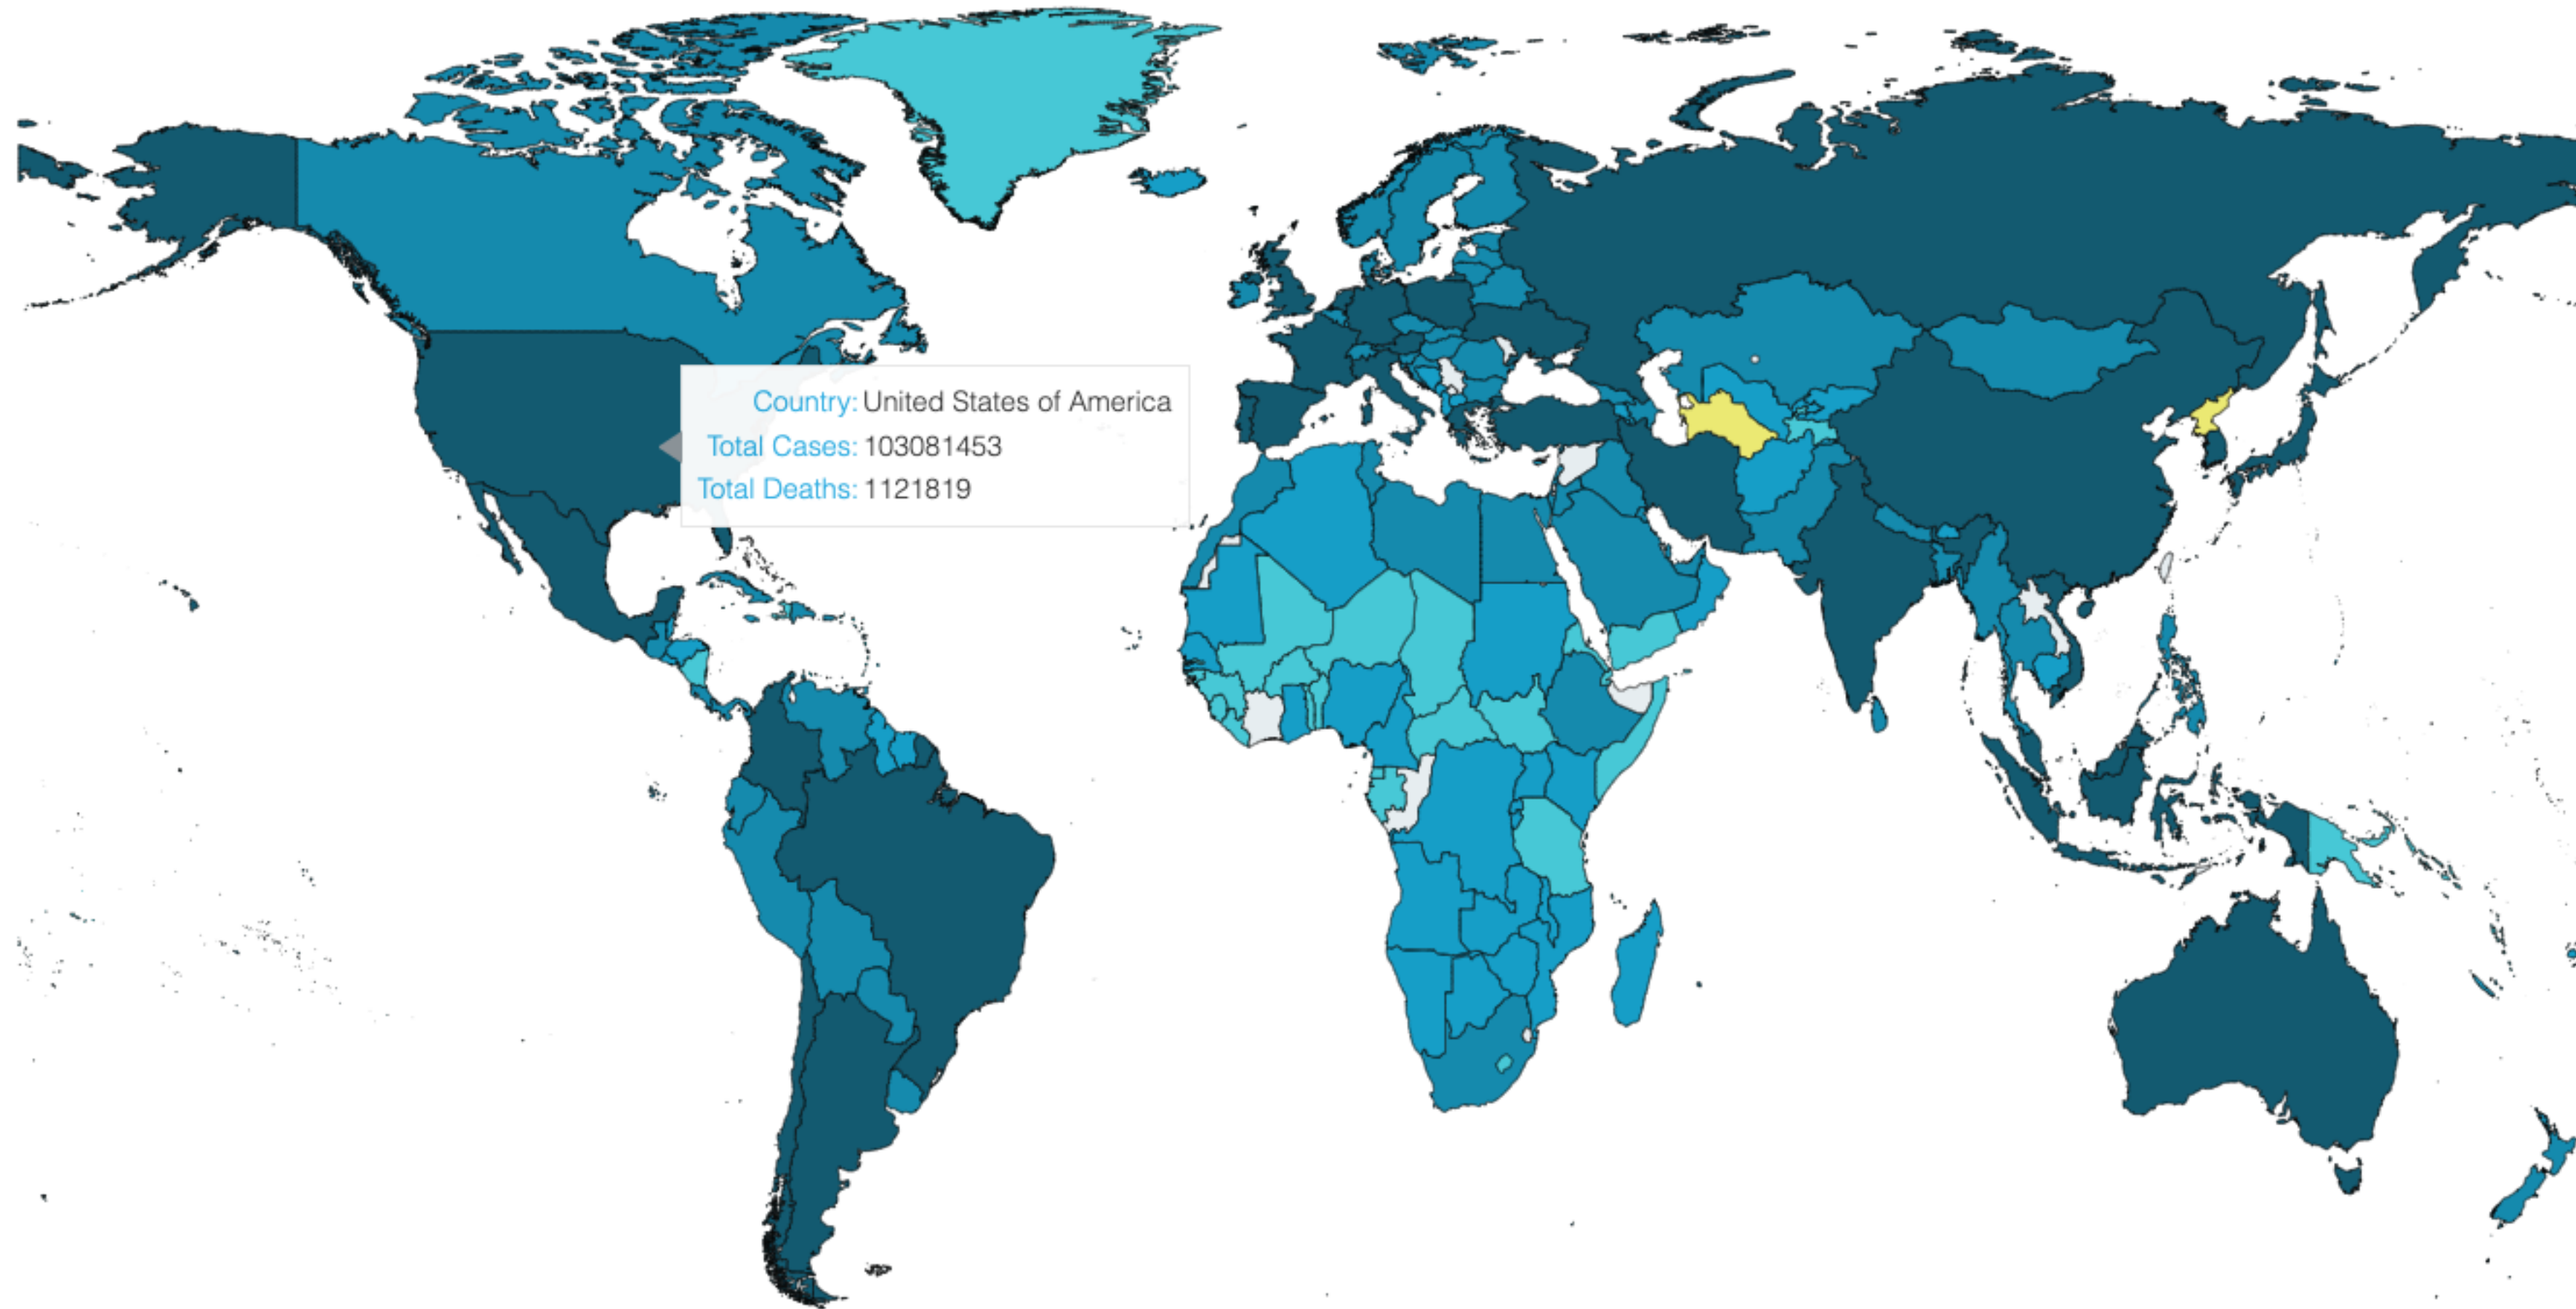 Country: United States of America
Total Cases: 103081453
Total Deaths: 1121819